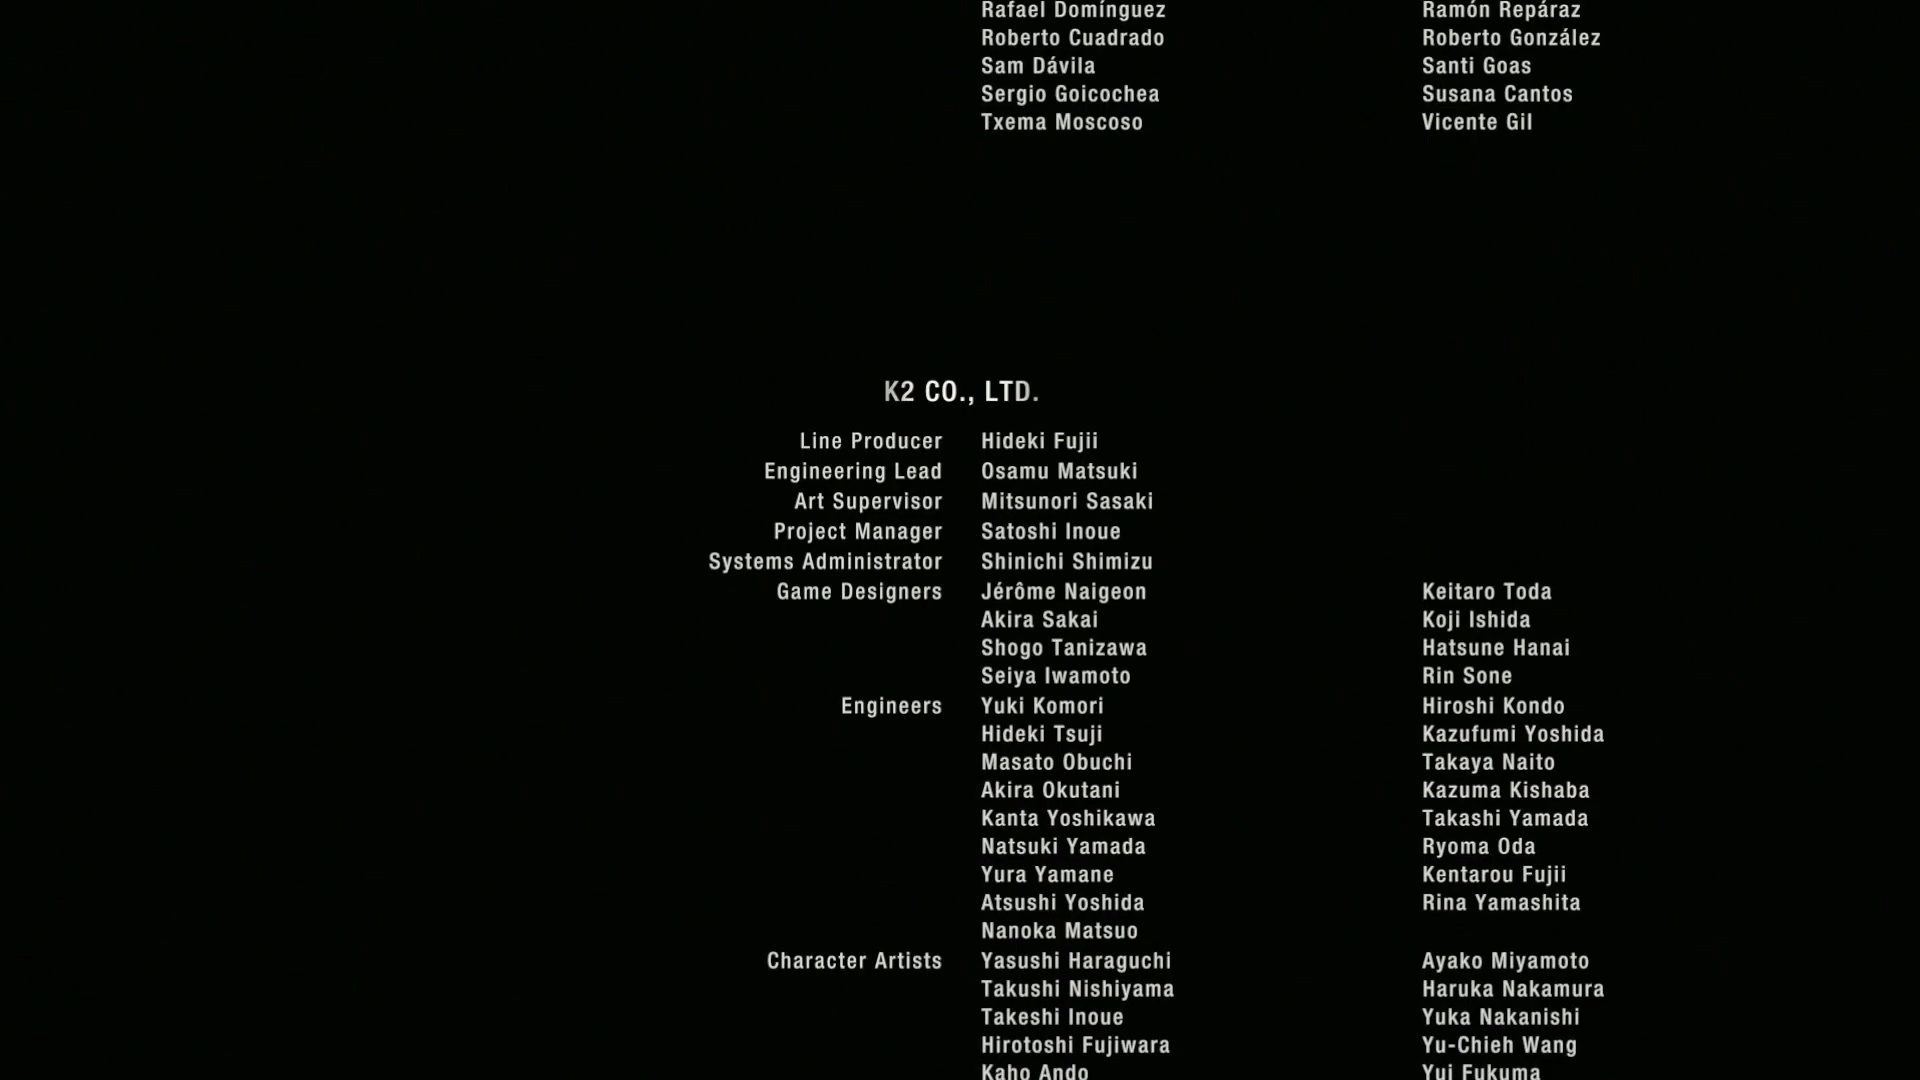 Rafael Domínguez Ramón Repáraz
Roberto Cuadrado Roberto González
Sam Dávila Santi Goas
Sergio Goicochea Susana Cantos
Txema Moscoso Vicente Gil
K2 CO., LTD.
Line Producer Hideki Fujii
Engineering Lead Osamu Matsuki
Art Supervisor Mitsunori Sasaki
Project Manager Satoshi Inoue
Systems Administrator Shinichi Shimizu
Game Designers Jérôme Naigeon Keitaro Toda
Akira Sakai Koji Ishida
Shogo Tanizawa Hatsune Hanai
Seiya Iwamoto Rin Sone
Engineers Yuki Komori Hiroshi Kondo
Hideki Tsuji Kazufumi Yoshida
Masato Obuchi Takaya Naito
Akira Okutani Kazuma Kishaba
Kanta Yoshikawa Takashi Yamada
Natsuki Yamada Ryoma Oda
Yura Yamane Kentarou Fujii
Atsushi Yoshida Rina Yamashita
Nanoka Matsuo
Character Artists Yasushi Haraguchi Ayako Miyamoto
Takushi Nishiyama Haruka Nakamura
Takeshi Inoue Yuka Nakanishi
Hirotoshi Fujiwara Yu-Chieh Wang
Kaho Ando Yui Fukuma